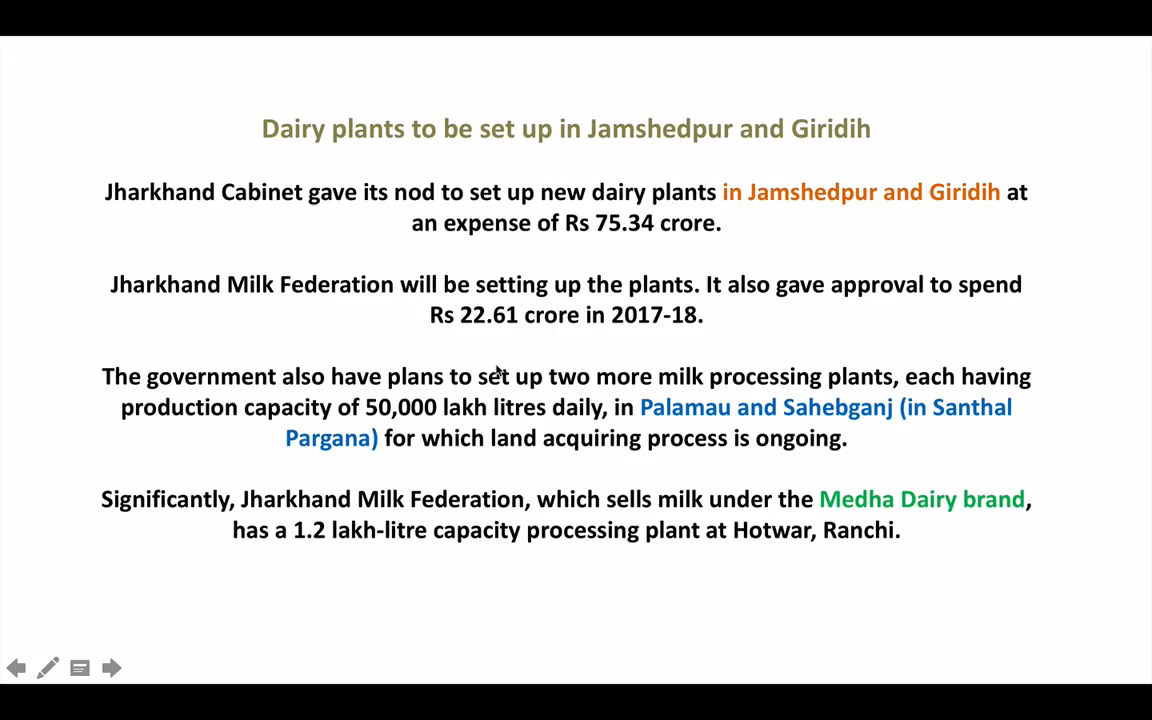 Dairy plants to be set up in Jamshedpur and Giridih
Jharkhand Cabinet gave its nod to set up new dairy plants in Jamshedpur and Giridih at
an expense of Rs 75.34 crore.
Jharkhand Milk Federation will be setting up the plants. It also gave approval to spend
Rs 22.61 crore in 2017-18.
The government also have plans to set up two more milk processing plants, each having
production capacity of 50,000 lakh litres daily, in Palamau and Sahebganj (in Santhal
Pargana) for which land acquiring process is ongoing.
Significantly, Jharkhand Milk Federation, which sells milk under the Medha Dairy brand,
has a 1.2 lakh-litre capacity processing plant at Hotwar, Ranchi.